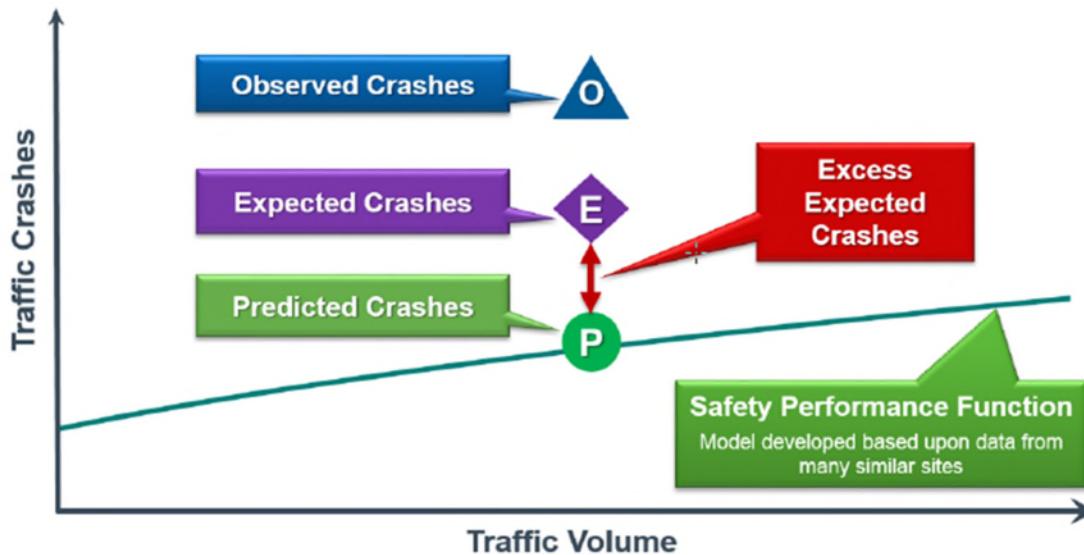 Observed Crashes
O
Expected Crashes
E
Excess
Expected
Crashes
Predicted Crashes
P
Safety Performance Function
Model developed based upon data from
many similar sites
Traffic Crashes
Traffic Volume